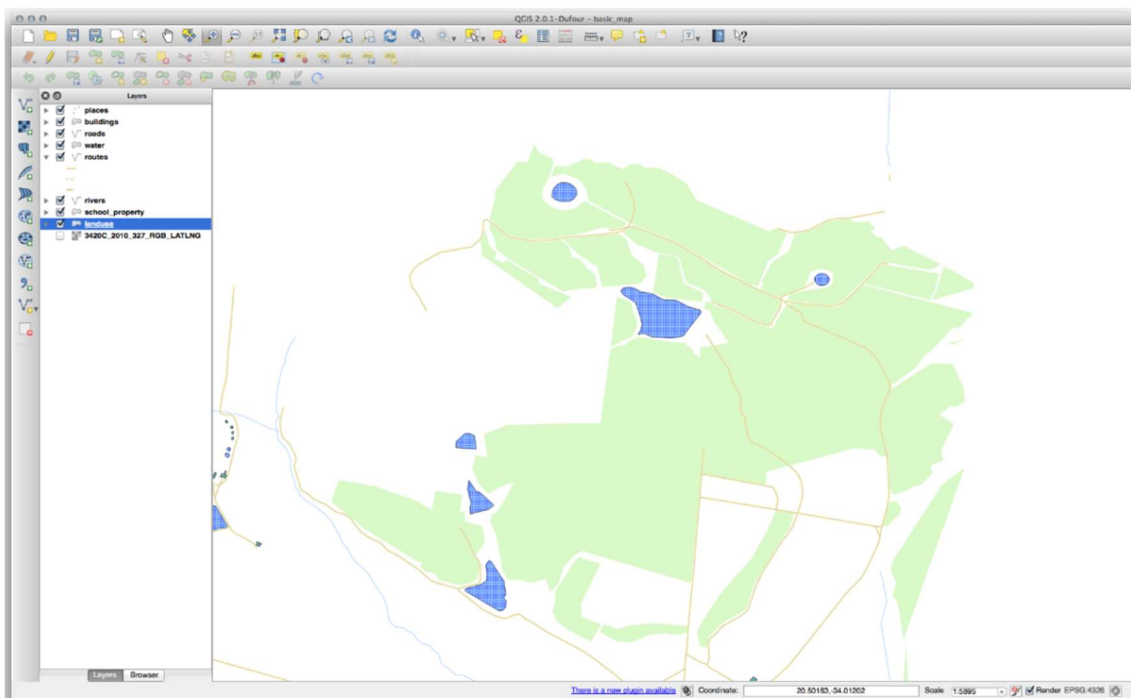 QGIS 2.0.1-Dufour - basic_map
Layers
places
buildings
roads
water
routes
rivers
school_property
landuse
3420C_2010_327_RGB_LATLNG
Layers Browser
There is a new plugin available Coordinate: 20.50163,-34.01202 Scale 1:5895 Render EPSG:4326